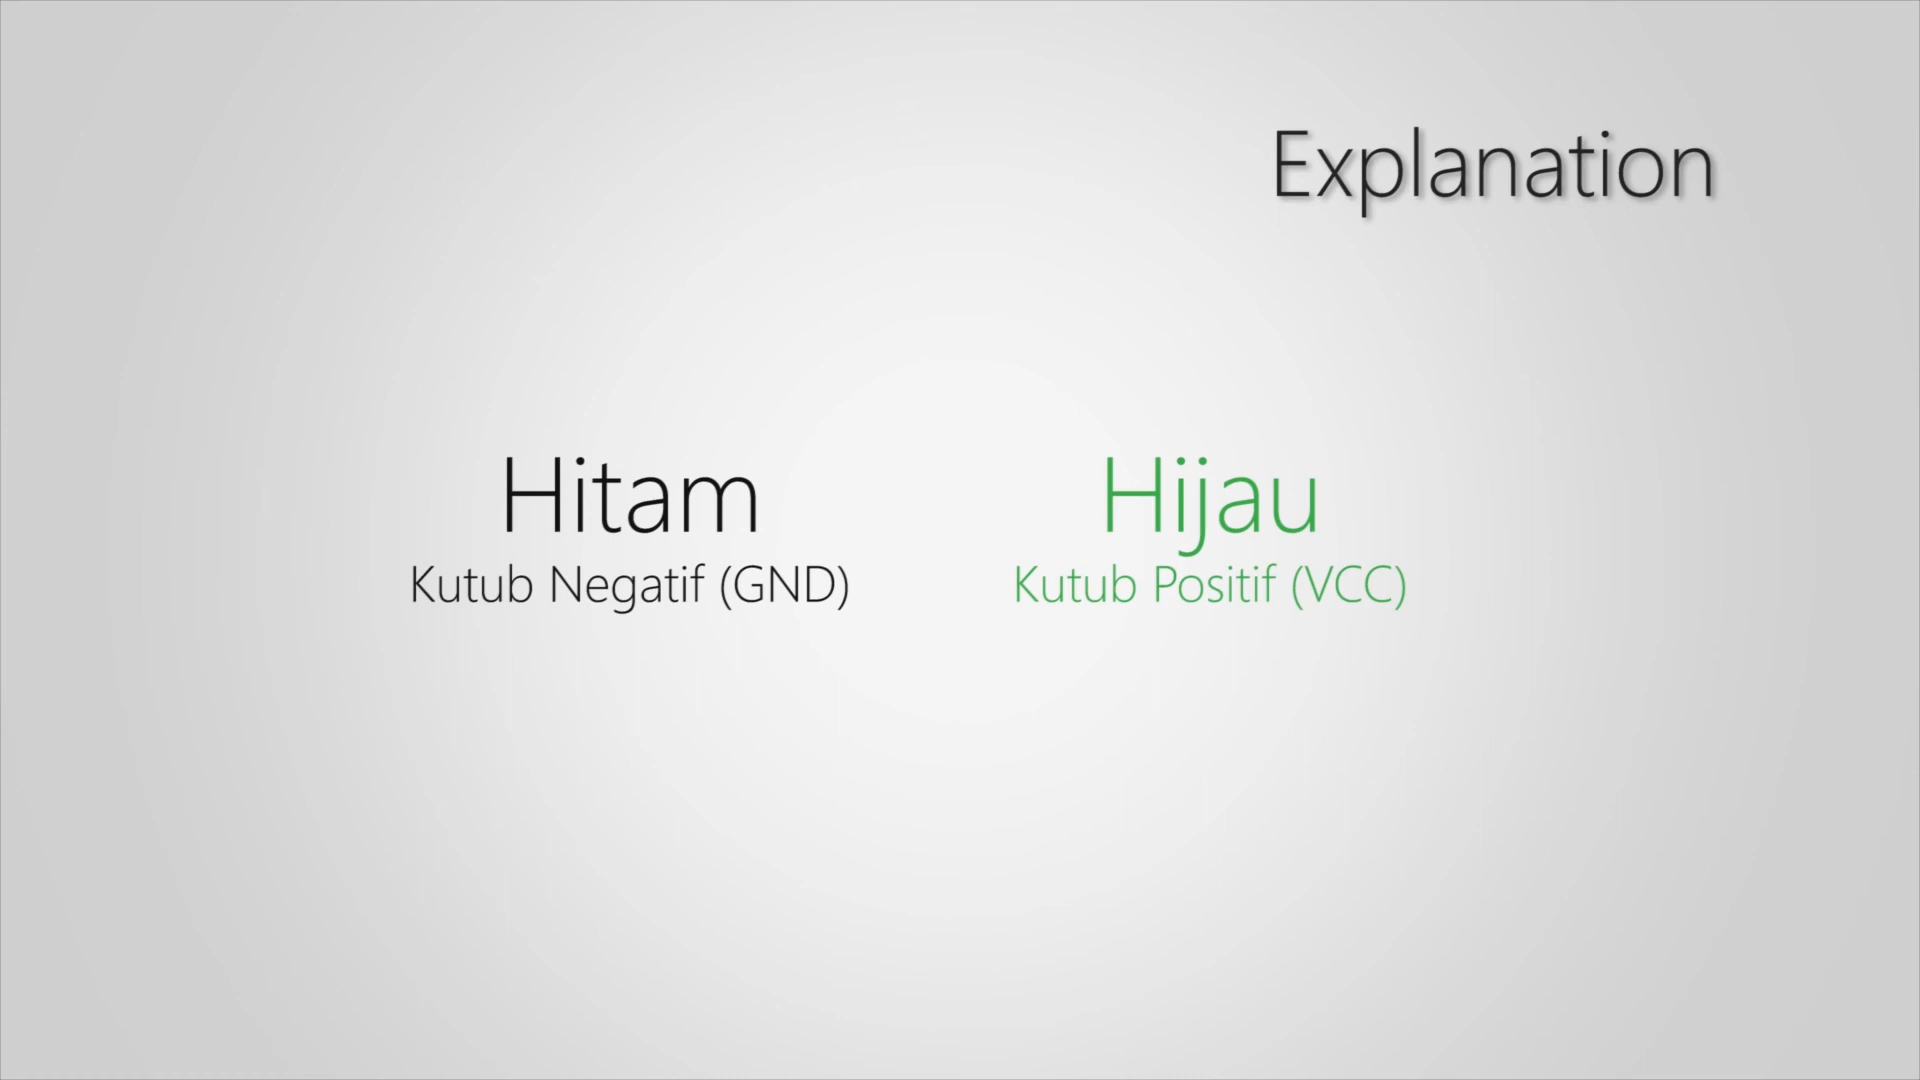 Explanation
Hitam
Kutub Negatif (GND)
Hijau
Kutub Positif (VCC)